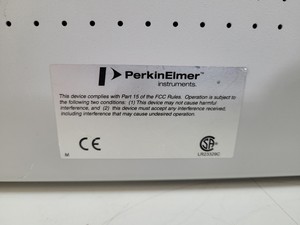 PerkinElmer™
instruments.
This device complies with Part 15 of the FCC Rules. Operation is subject to
the following two conditions: (1) This device may not cause harmful
interference, and (2) this device must accept any interference received,
including interference that may cause undesired operation.
CE
SA